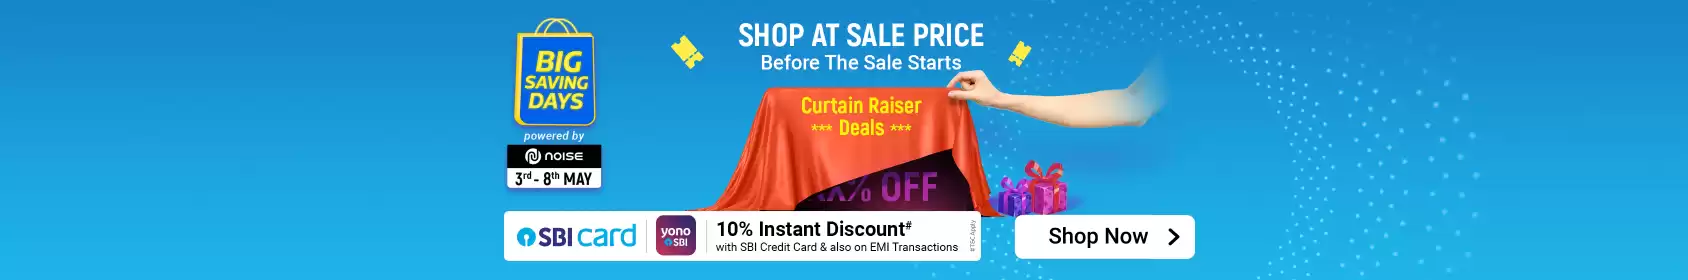 BIG
SAVING
DAYS
powered by
NOISE
3rd - 8th MAY
SHOP AT SALE PRICE
Before The Sale Starts
Curtain Raiser
*** Deals ***
XX% OFF
SBI card
yono
SBI
10% Instant Discount#
with SBI Credit Card & also on EMI Transactions
#T&C Apply
Shop Now